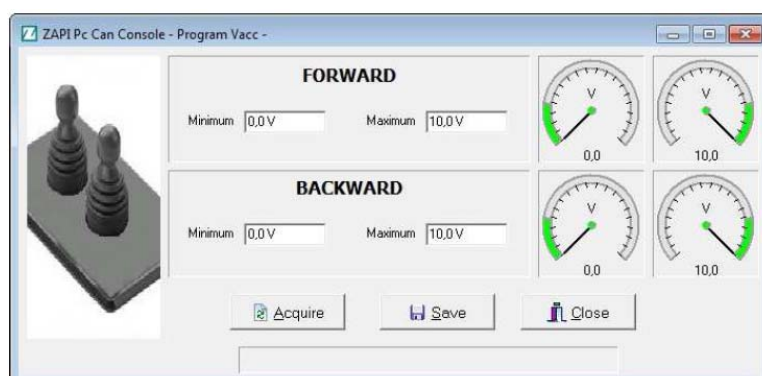 ZAPI Pc Can Console - Program Vacc -
FORWARD
Minimum 0,0 V Maximum 10,0 V
V V
0,0 10,0
BACKWARD
Minimum 0,0 V Maximum 10,0 V
V V
0,0 10,0
Acquire Save Close